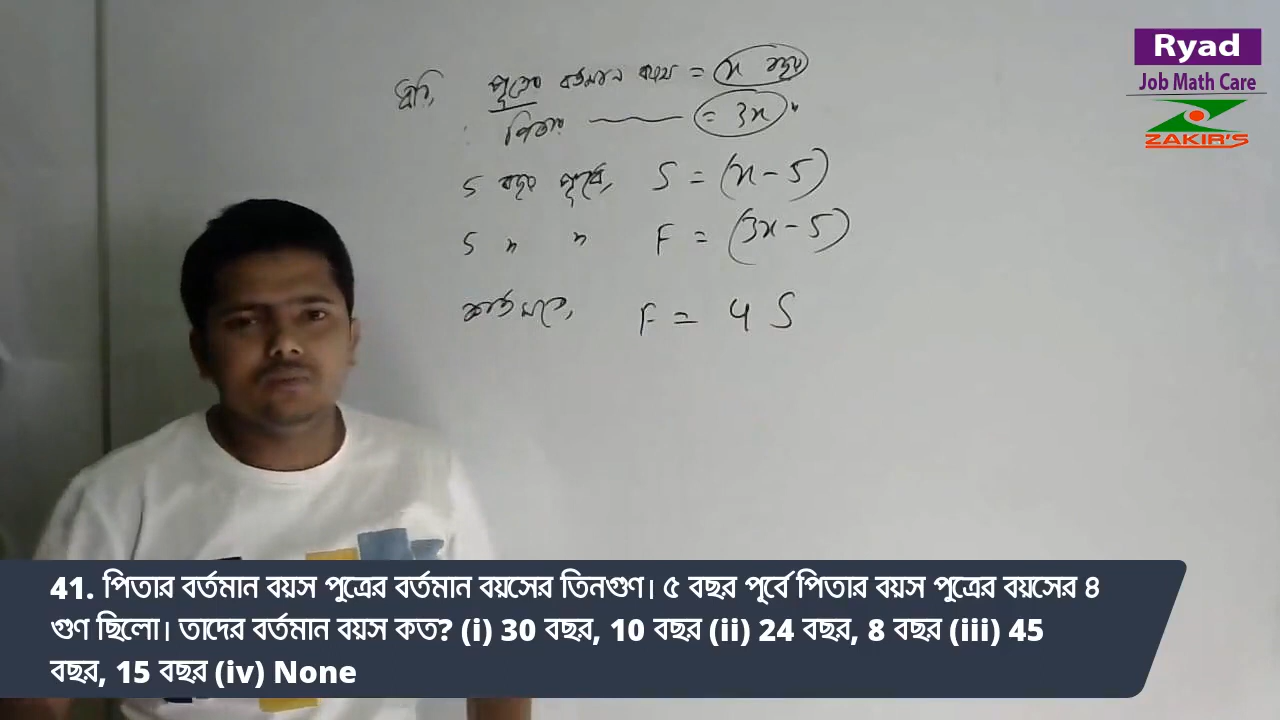 Ryad
Job Math Care
ZAKIR'S
ধরি, পুত্রের বর্তমান বয়স = x বছর
পিতার = 3x "
5 বছর পূর্বে, S = (x - 5)
5 " " F = (3x - 5)
শর্তমতে, F = 4 S
41. পিতার বর্তমান বয়স পুত্রের বর্তমান বয়সের তিনগুণ। ৫ বছর পূর্বে পিতার বয়স পুত্রের বয়সের ৪
গুণ ছিলো। তাদের বর্তমান বয়স কত? (i) 30 বছর, 10 বছর (ii) 24 বছর, 8 বছর (iii) 45
বছর, 15 বছর (iv) None